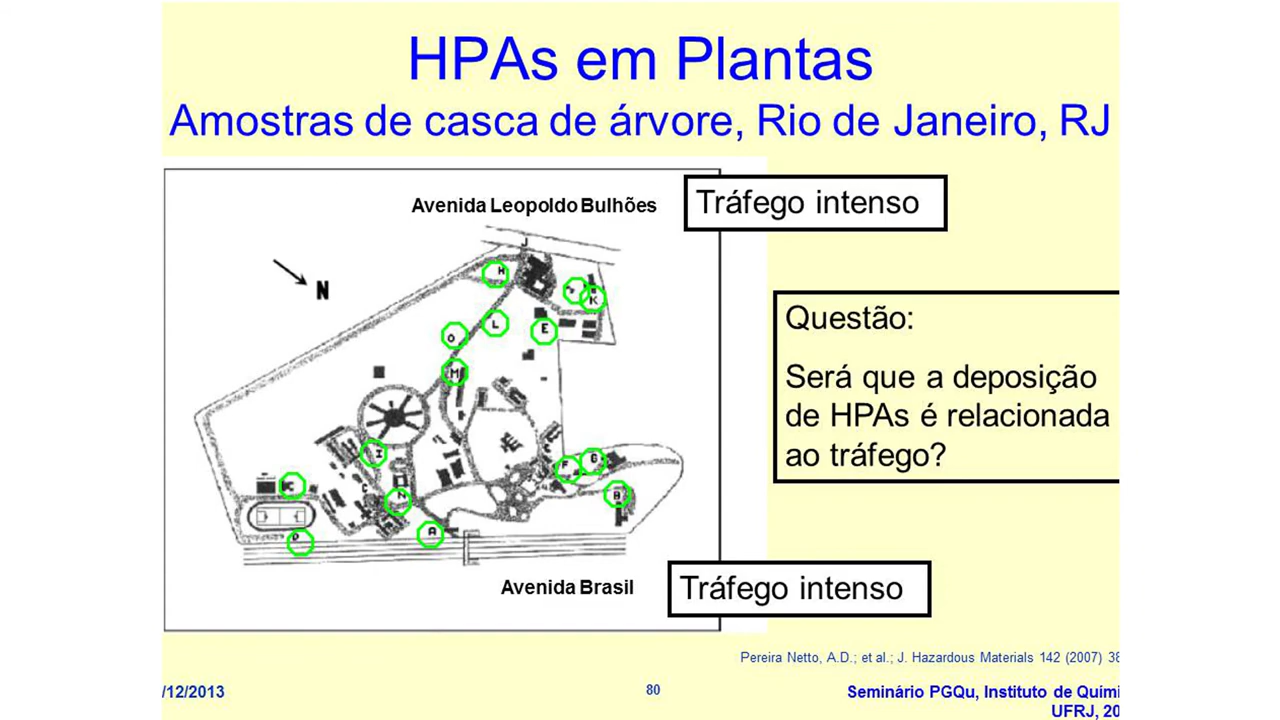 HPAs em Plantas
Amostras de casca de árvore, Rio de Janeiro, RJ
Avenida Leopoldo Bulhões
Tráfego intenso
J
H
K
N
L
E
O
M
I
G
F
B
C
N
A
D
Questão:
Será que a deposição
de HPAs é relacionada
ao tráfego?
Avenida Brasil
Tráfego intenso
Pereira Netto, A.D.; et al.; J. Hazardous Materials 142 (2007) 38
/12/2013
80
Seminário PGQu, Instituto de Quími
UFRJ, 20